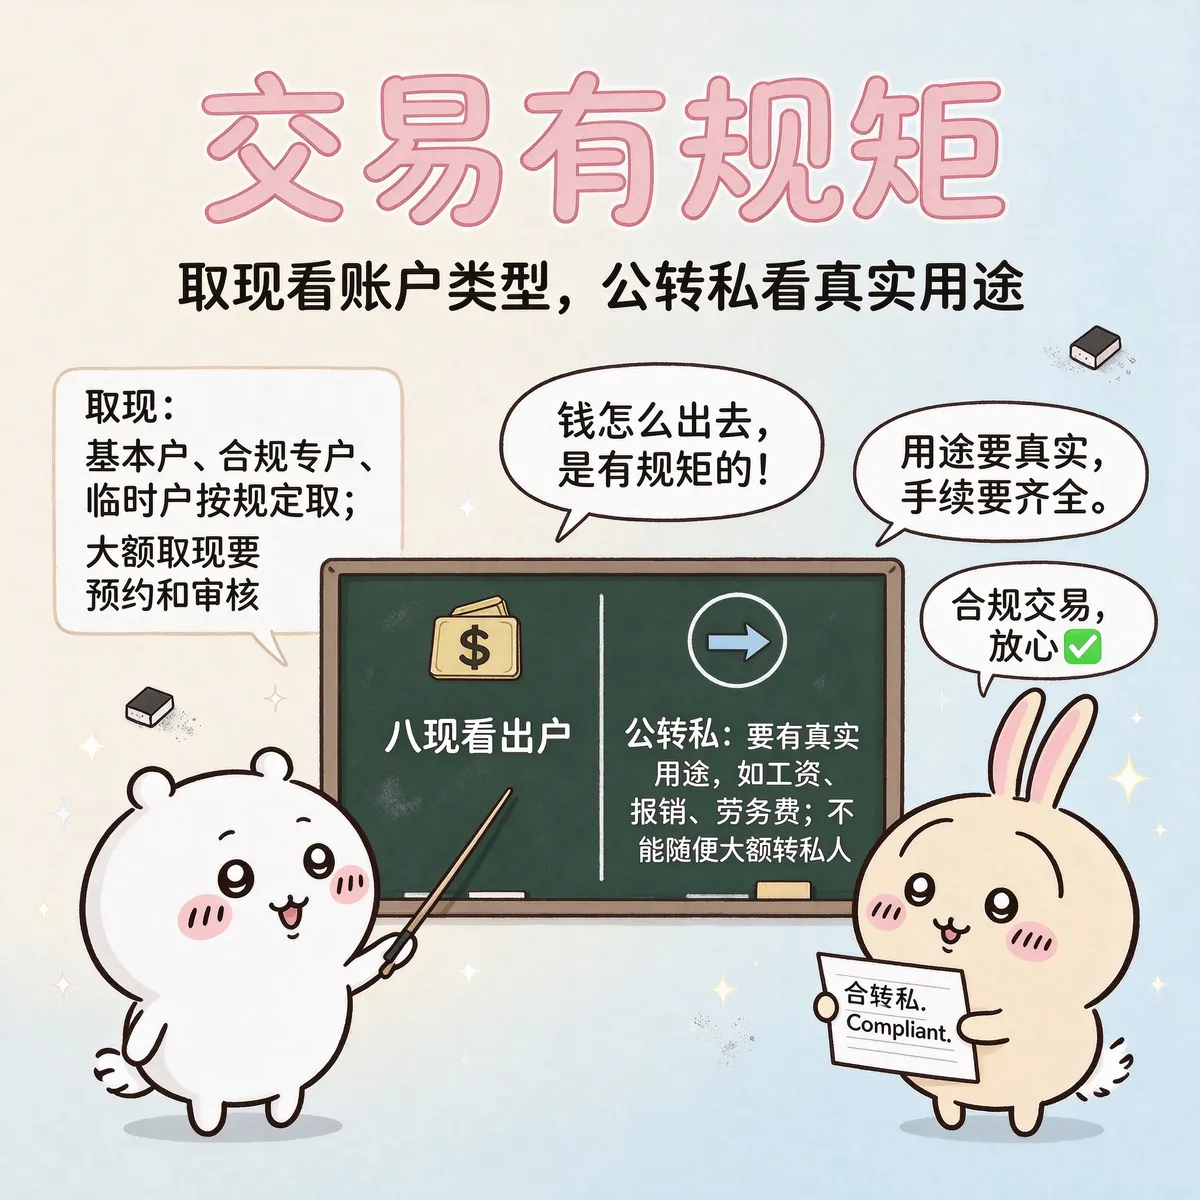 交易有规矩
取现看账户类型，公转私看真实用途
取现：
基本户、合规专户、
临时户按规定取；
大额取现要
预约和审核
钱怎么出去，
是有规矩的！
用途要真实，
手续要齐全。
合规交易，
放心✅
$
八现看出户
公转私：要有真实
用途，如工资、
报销、劳务费；不
能随便大额转私人
合转私.
Compliant.